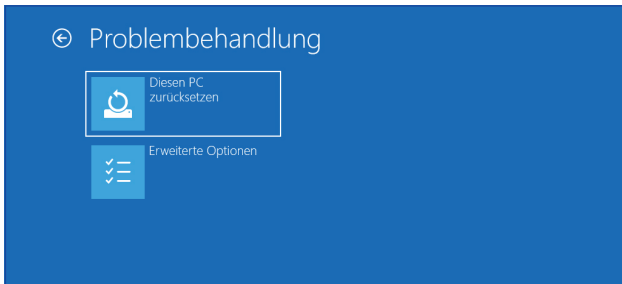 Problembehandlung
Diesen PC
zurücksetzen
Erweiterte Optionen